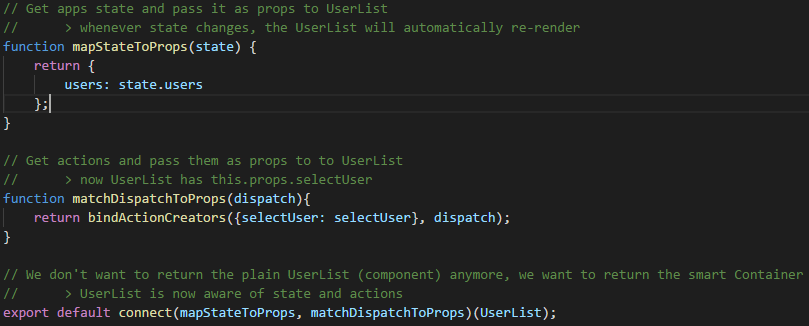 // Get apps state and pass it as props to UserList
//      > whenever state changes, the UserList will automatically re-render
function mapStateToProps(state) {
    return {
        users: state.users
    };
}
// Get actions and pass them as props to to UserList
//      > now UserList has this.props.selectUser
function matchDispatchToProps(dispatch){
    return bindActionCreators({selectUser: selectUser}, dispatch);
}
// We don't want to return the plain UserList (component) anymore, we want to return the smart Container
//      > UserList is now aware of state and actions
export default connect(mapStateToProps, matchDispatchToProps)(UserList);